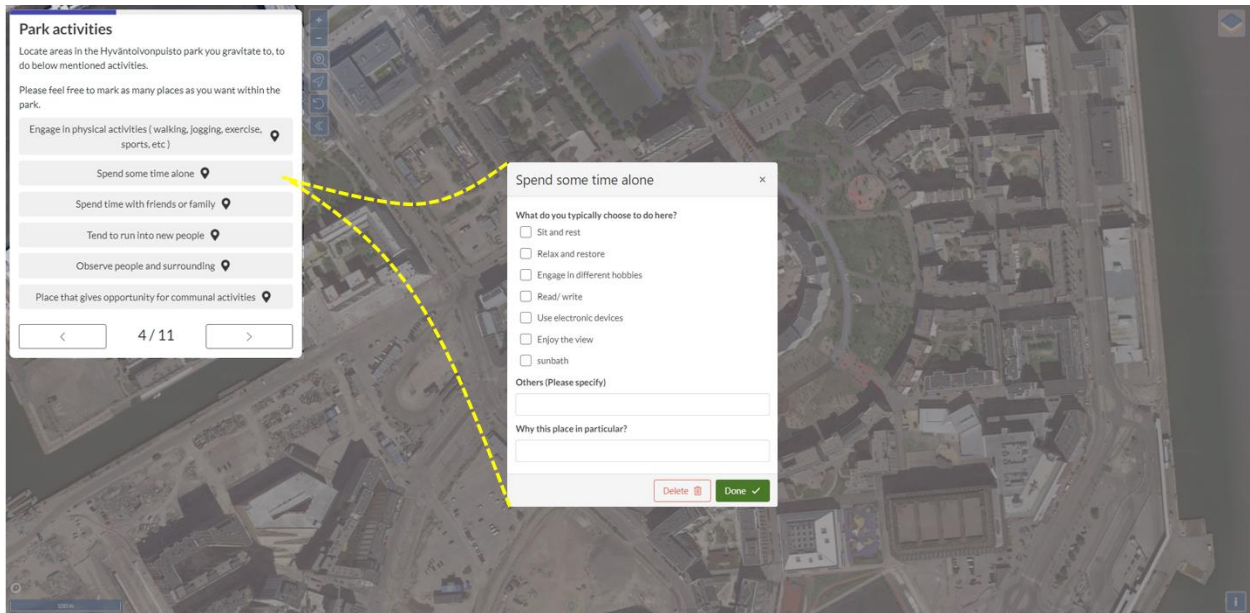 Park activities
Locate areas in the Hyväntoivonpuisto park you gravitate to, to
do below mentioned activities.
Please feel free to mark as many places as you want within the
park.
Engage in physical activities ( walking, jogging, exercise,
sports, etc )
Spend some time alone
Spend time with friends or family
Tend to run into new people
Observe people and surrounding
Place that gives opportunity for communal activities
< 4 / 11 >
Spend some time alone ×
What do you typically choose to do here?
Sit and rest
Relax and restore
Engage in different hobbies
Read/ write
Use electronic devices
Enjoy the view
sunbath
Others (Please specify)
Why this place in particular?
Delete Done